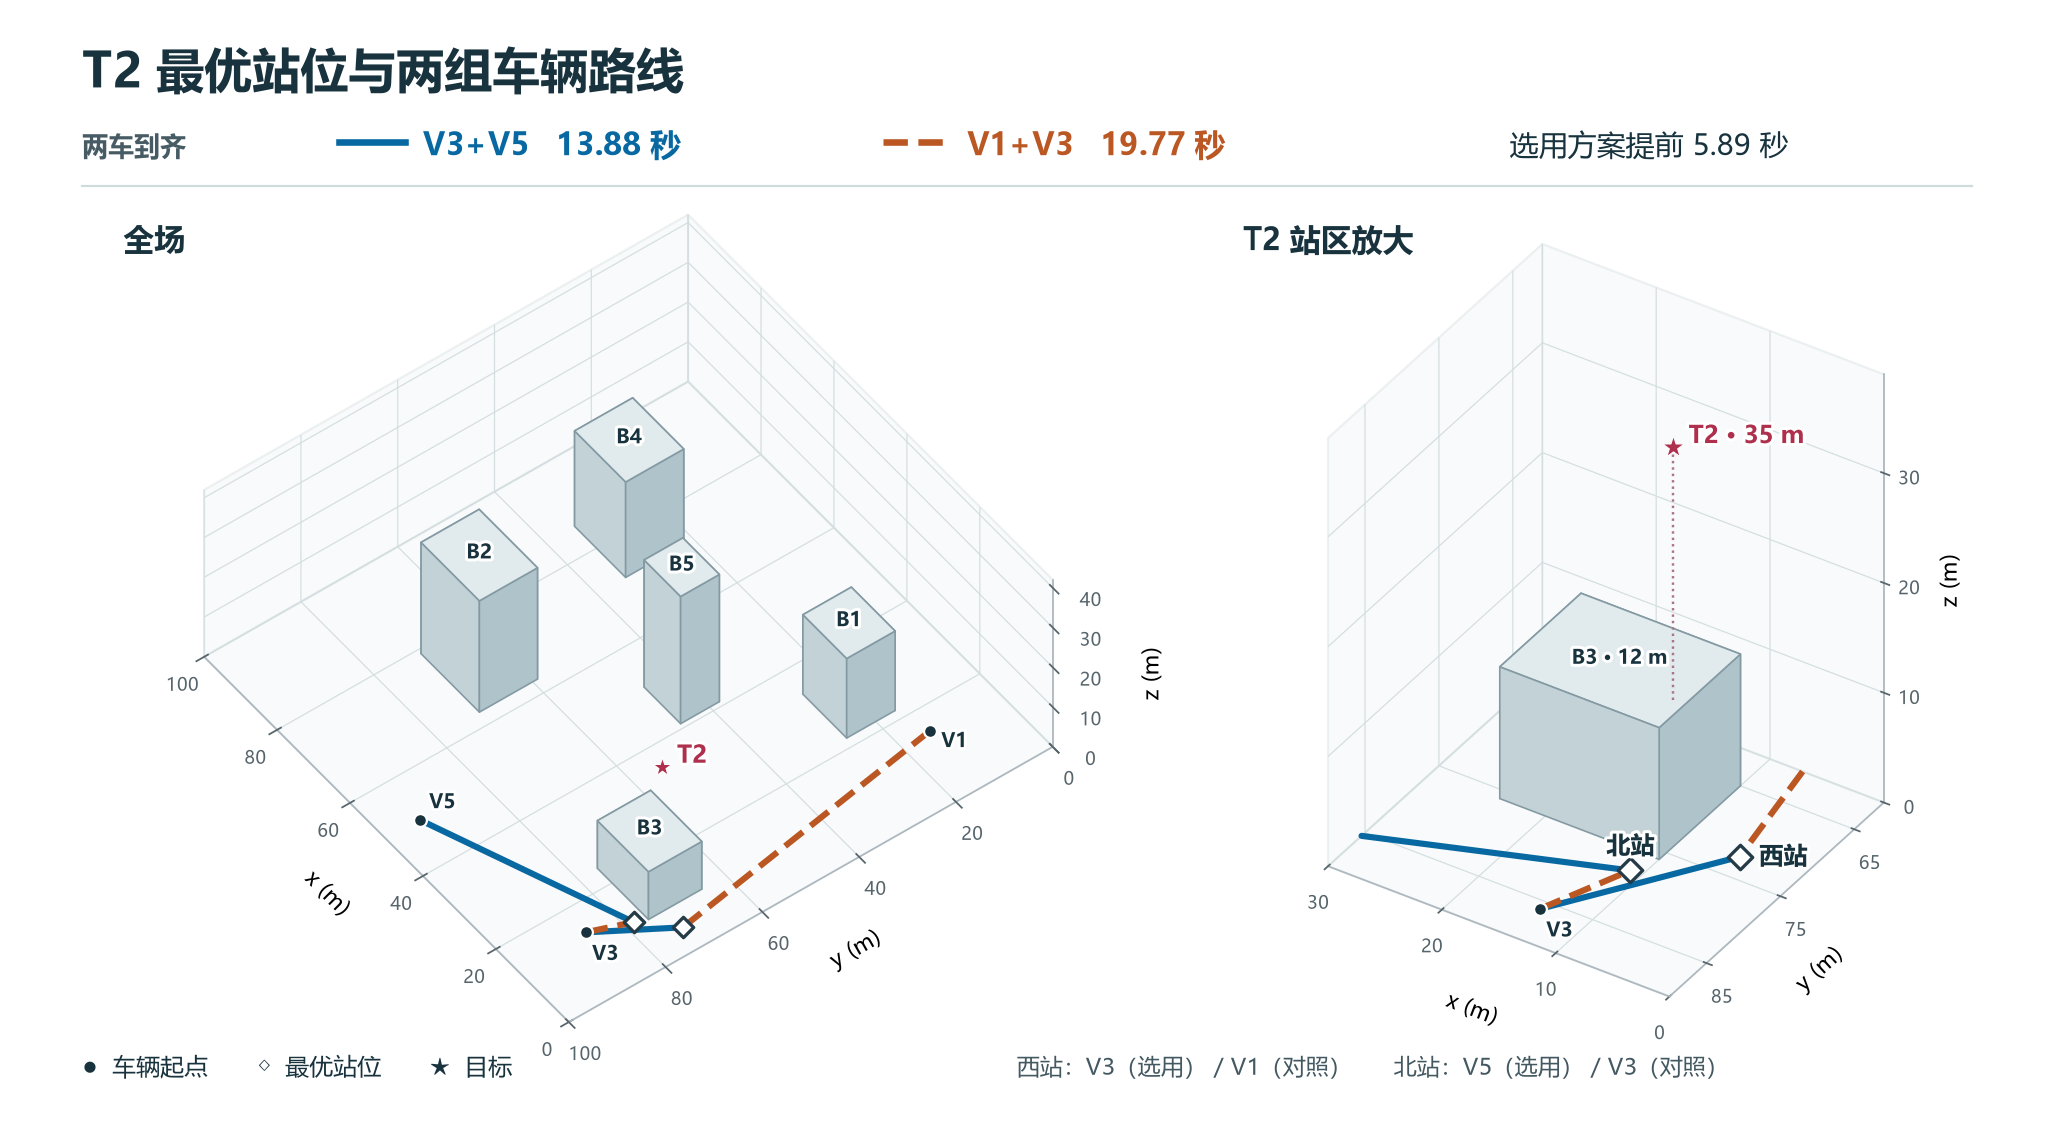 T2 最优站位与两组车辆路线
两车到齐 V3+V5 13.88 秒 V1+V3 19.77 秒 选用方案提前 5.89 秒
全场
T2 站区放大
B4
B2
B5
B1
T2
V1
V5
B3
V3
100
80
60
40
20
0
x (m)
100
80
60
40
20
0
y (m)
40
30
20
10
0
z (m)
T2 • 35 m
B3 • 12 m
北站
西站
V3
30
20
10
0
x (m)
85
75
65
y (m)
30
20
10
0
z (m)
车辆起点 最优站位 目标
西站：V3（选用） / V1（对照） 北站：V5（选用） / V3（对照）